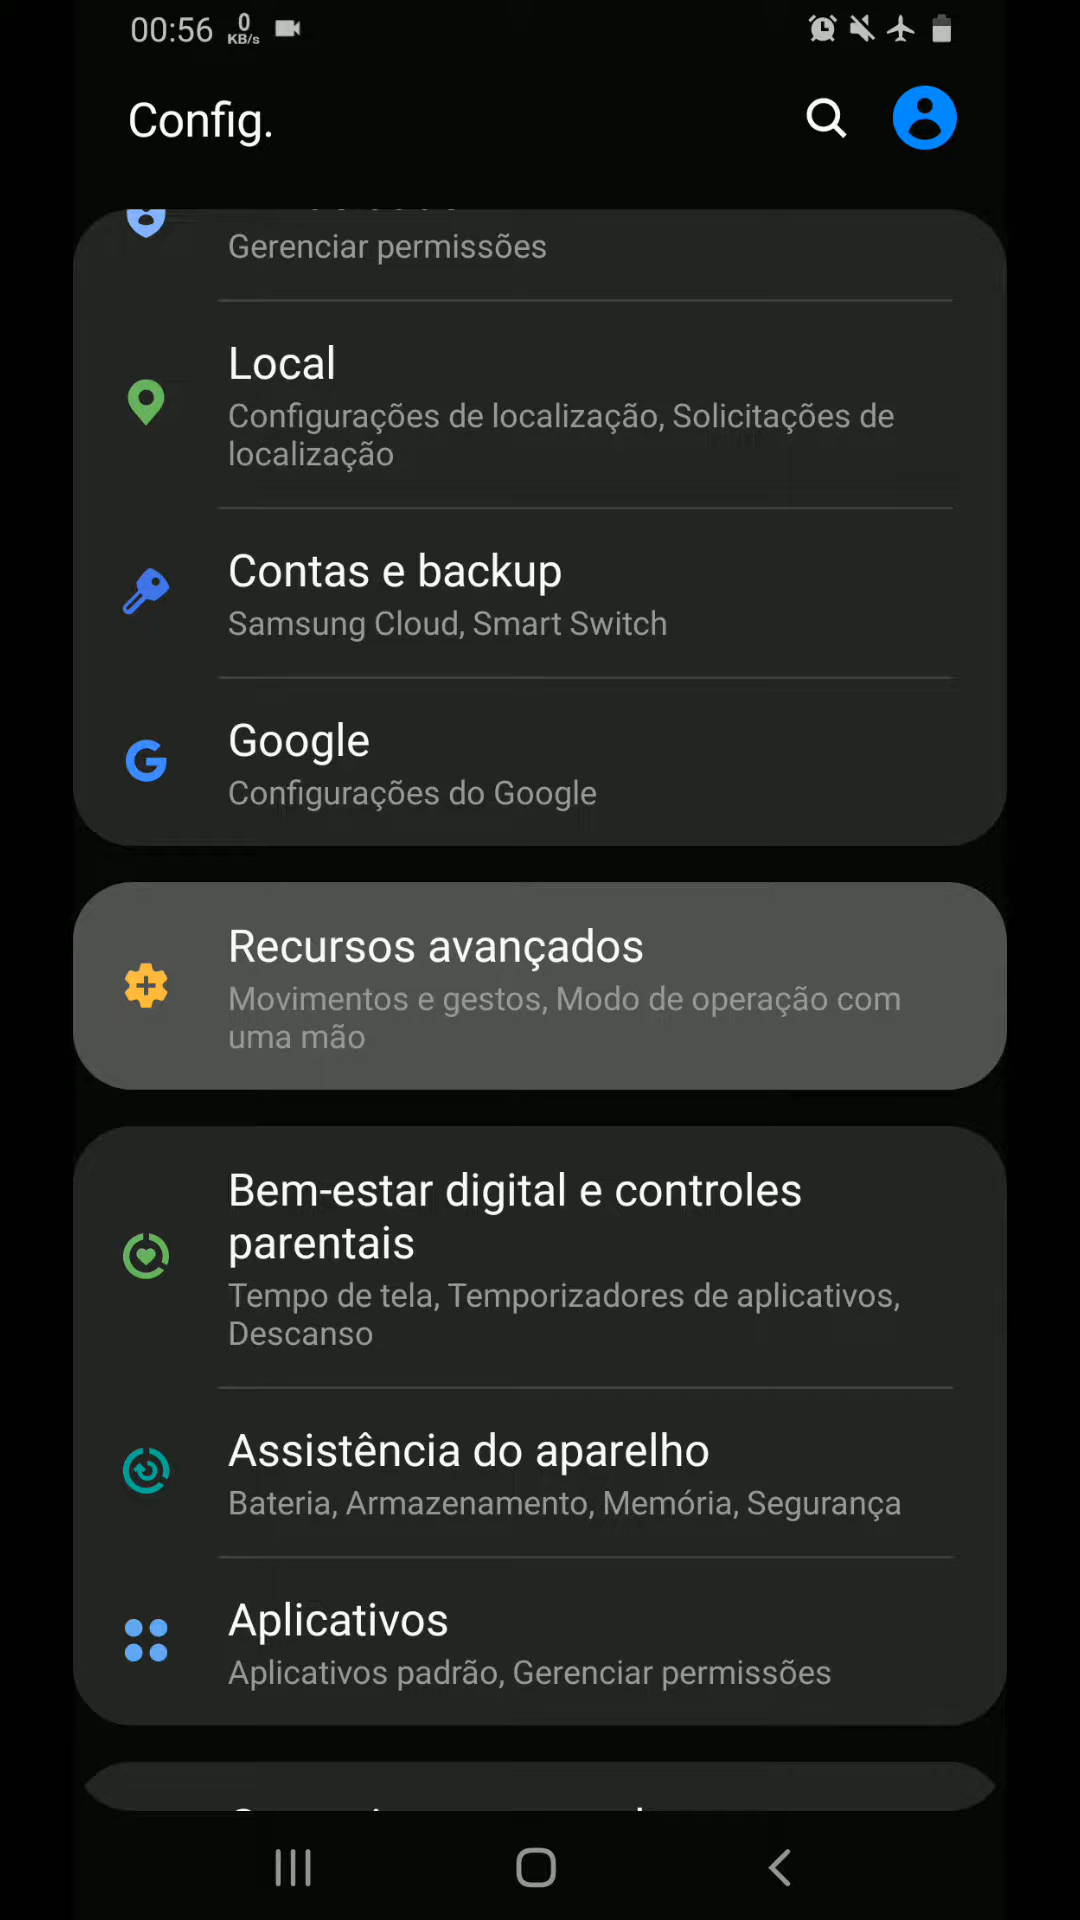 00:56 0 KB/s
Config.
Gerenciar permissões
Local
Configurações de localização, Solicitações de
localização
Contas e backup
Samsung Cloud, Smart Switch
Google
Configurações do Google
Recursos avançados
Movimentos e gestos, Modo de operação com
uma mão
Bem-estar digital e controles
parentais
Tempo de tela, Temporizadores de aplicativos,
Descanso
Assistência do aparelho
Bateria, Armazenamento, Memória, Segurança
Aplicativos
Aplicativos padrão, Gerenciar permissões